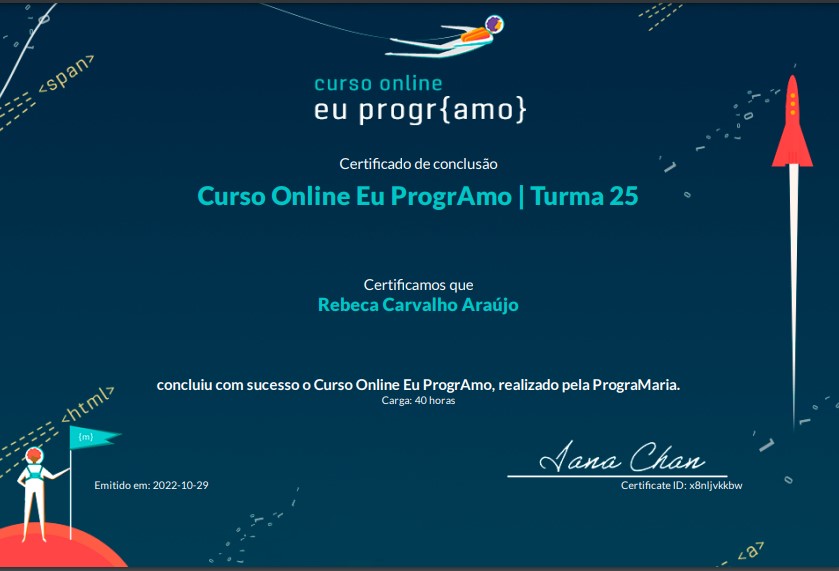 <span>
curso online
eu progr{amo}
Certificado de conclusão
Curso Online Eu ProgrAmo | Turma 25
Certificamos que
Rebeca Carvalho Araújo
concluiu com sucesso o Curso Online Eu ProgrAmo, realizado pela PrograMaria.
Carga: 40 horas
<html>
{m}
Iana Chan
Emitido em: 2022-10-29
Certificate ID: x8nljvkkbw
<a>